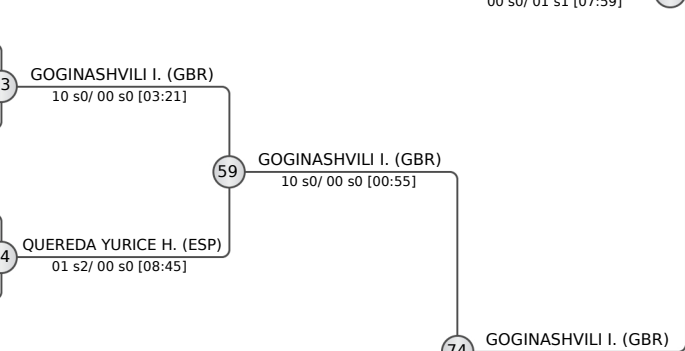 00 s0/ 01 s1 [07:59]
GOGINASHVILI I. (GBR)
3
10 s0/ 00 s0 [03:21]
GOGINASHVILI I. (GBR)
59
10 s0/ 00 s0 [00:55]
QUEREDA YURICE H. (ESP)
4
01 s2/ 00 s0 [08:45]
GOGINASHVILI I. (GBR)
74